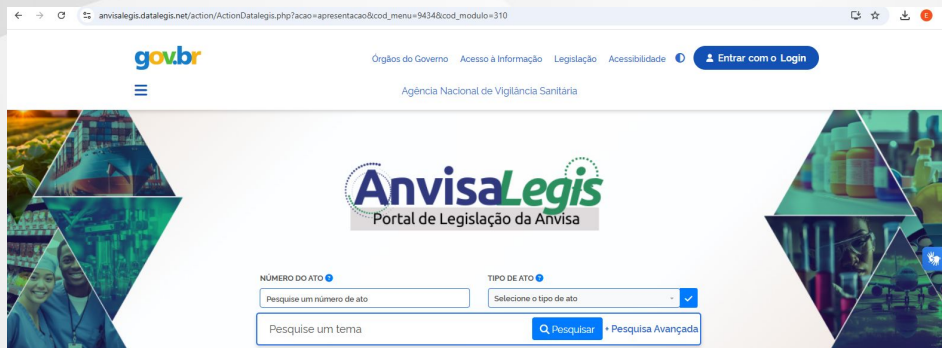 anvisalegis.datalegis.net/action/ActionDatalegis.php?acao=apresentacao&cod_menu=9434&cod_modulo=310
E
gov.br
Órgãos do Governo Acesso à Informação Legislação Acessibilidade Entrar com o Login
Agência Nacional de Vigilância Sanitária
AnvisaLegis
Portal de Legislação da Anvisa
NÚMERO DO ATO ? TIPO DE ATO ?
Pesquise um número de ato Selecione o tipo de ato
Pesquise um tema Pesquisar + Pesquisa Avançada